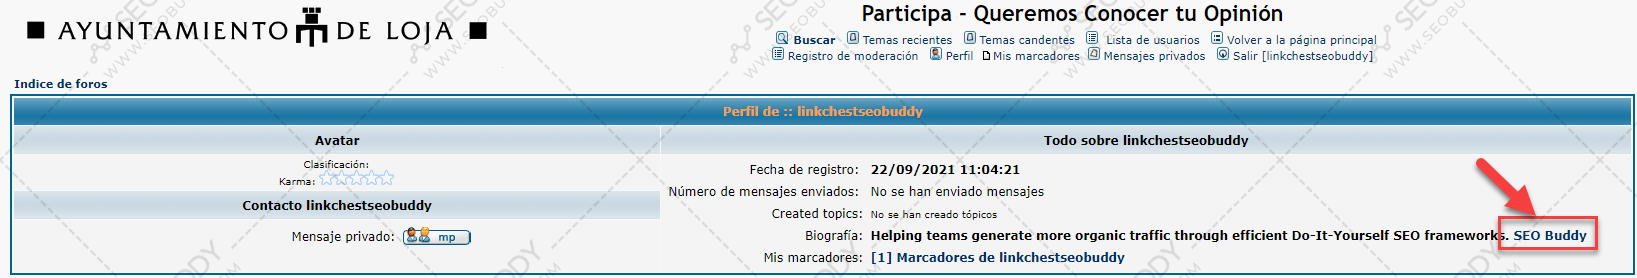 AYUNTAMIENTO DE LOJA
Participa - Queremos Conocer tu Opinión
Buscar Temas recientes Temas candentes Lista de usuarios Volver a la página principal
Registro de moderación Perfil Mis marcadores Mensajes privados Salir [linkchestseobuddy]
Indice de foros
Perfil de :: linkchestseobuddy
Avatar
Todo sobre linkchestseobuddy
Clasificación:
Karma:
Contacto linkchestseobuddy
Mensaje privado: mp
Fecha de registro: 22/09/2021 11:04:21
Número de mensajes enviados: No se han enviado mensajes
Created topics: No se han creado tópicos
Biografía: Helping teams generate more organic traffic through efficient Do-It-Yourself SEO frameworks. SEO Buddy
Mis marcadores: [1] Marcadores de linkchestseobuddy